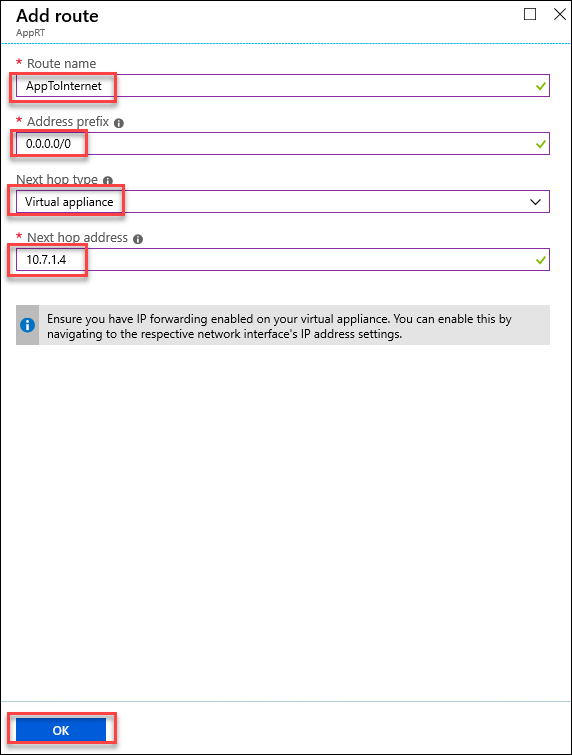 Add route
AppRT
* Route name
AppToInternet
* Address prefix
0.0.0.0/0
Next hop type
Virtual appliance
* Next hop address
10.7.1.4
Ensure you have IP forwarding enabled on your virtual appliance. You can enable this by
navigating to the respective network interface's IP address settings.
OK